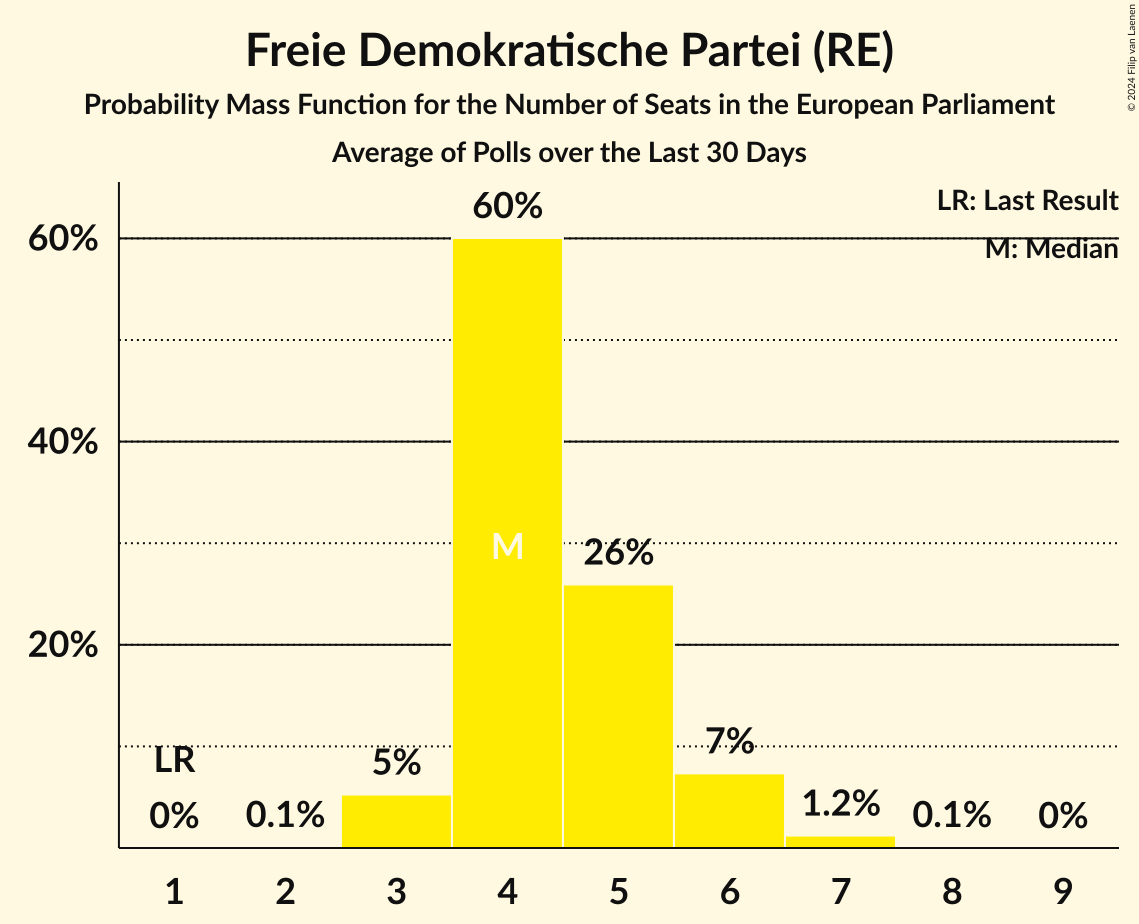 Freie Demokratische Partei (RE)
Probability Mass Function for the Number of Seats in the European Parliament
Average of Polls over the Last 30 Days
© 2024 Filip van Laenen
LR: Last Result
M: Median
60%
40%
20%
LR
0%
0.1%
5%
60%
M
26%
7%
1.2%
0.1%
0%
1 2 3 4 5 6 7 8 9